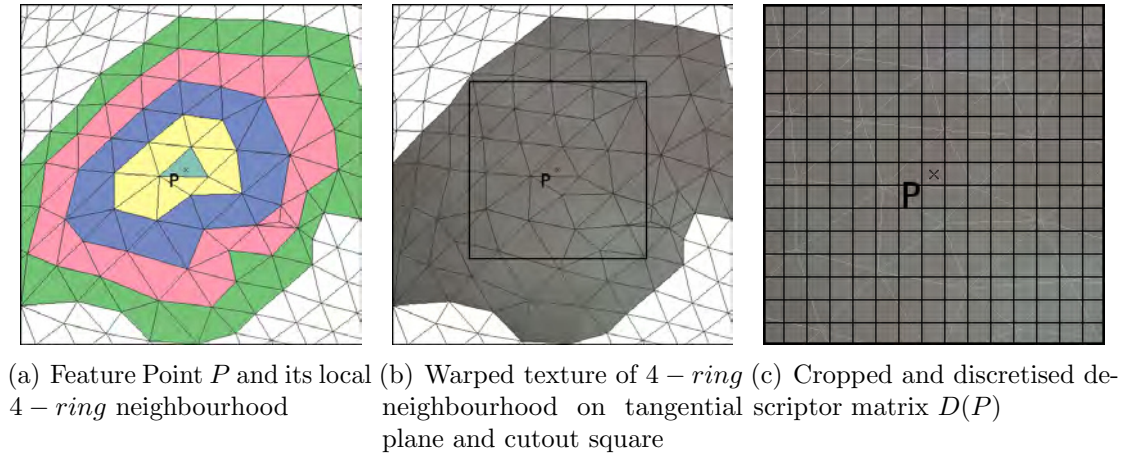 P
P
P
(a) Feature Point P and its local
4 − ring neighbourhood
(b) Warped texture of 4 − ring
neighbourhood on tangential
plane and cutout square
(c) Cropped and discretised de-
scriptor matrix D(P)